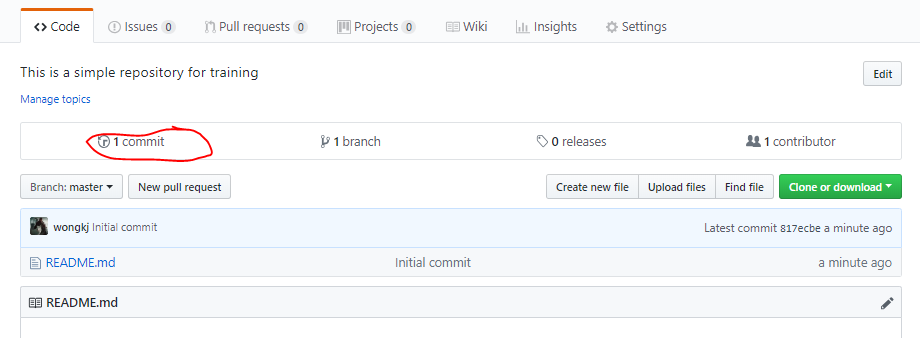 Code Issues 0 Pull requests 0 Projects 0 Wiki Insights Settings
This is a simple repository for training Edit
Manage topics
1 commit 1 branch 0 releases 1 contributor
Branch: master New pull request Create new file Upload files Find file Clone or download
wongkj Initial commit Latest commit 817ecbe a minute ago
README.md Initial commit a minute ago
README.md